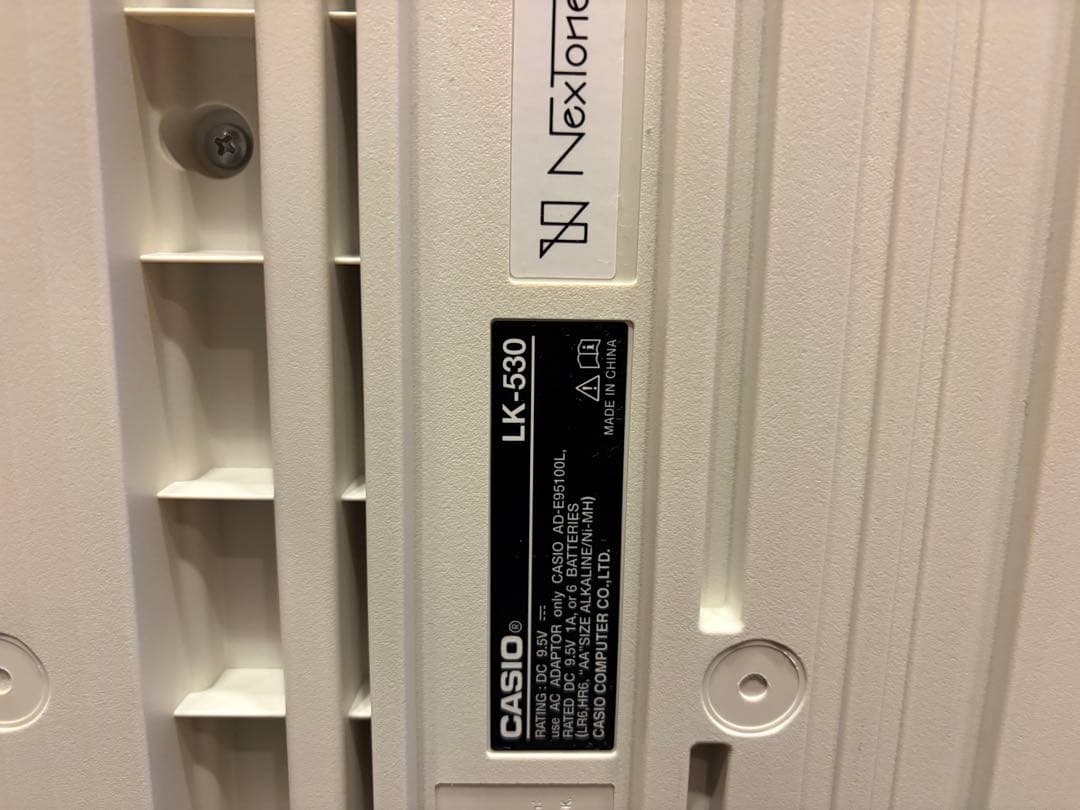 NexTone
CASIO® LK-530
RATING : DC 9.5V ⎓
use AC ADAPTOR only CASIO AD-E95100L,
RATED DC 9.5V 1A, or 6 BATTERIES
(LR6,HR6, "AA"SIZE ALKALINE/Ni-MH)
CASIO COMPUTER CO.,LTD.
MADE IN CHINA